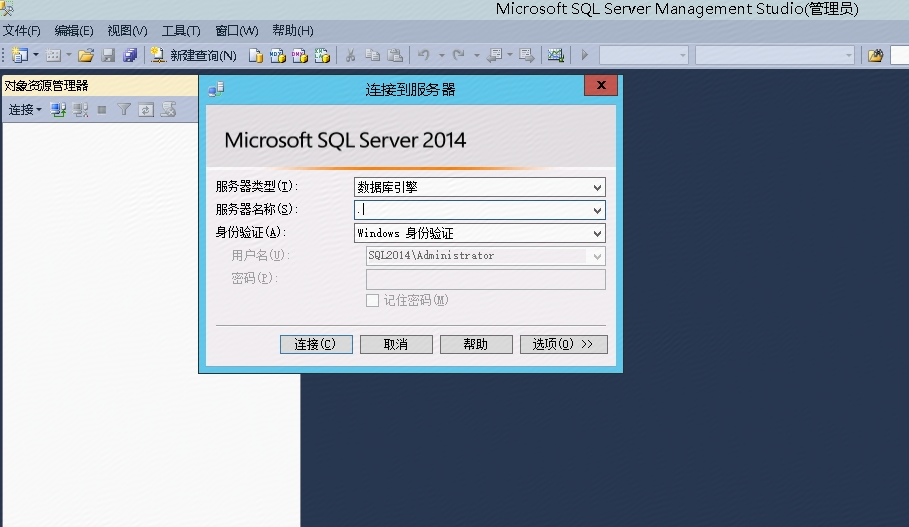 Microsoft SQL Server Management Studio(管理员)
文件(F) 编辑(E) 视图(V) 工具(T) 窗口(W) 帮助(H)
新建查询(N)
对象资源管理器
连接
连接到服务器
Microsoft SQL Server 2014
服务器类型(T): 数据库引擎
服务器名称(S): .
身份验证(A): Windows 身份验证
用户名(U): SQL2014\Administrator
密码(P):
记住密码(M)
连接(C) 取消 帮助 选项(O) >>